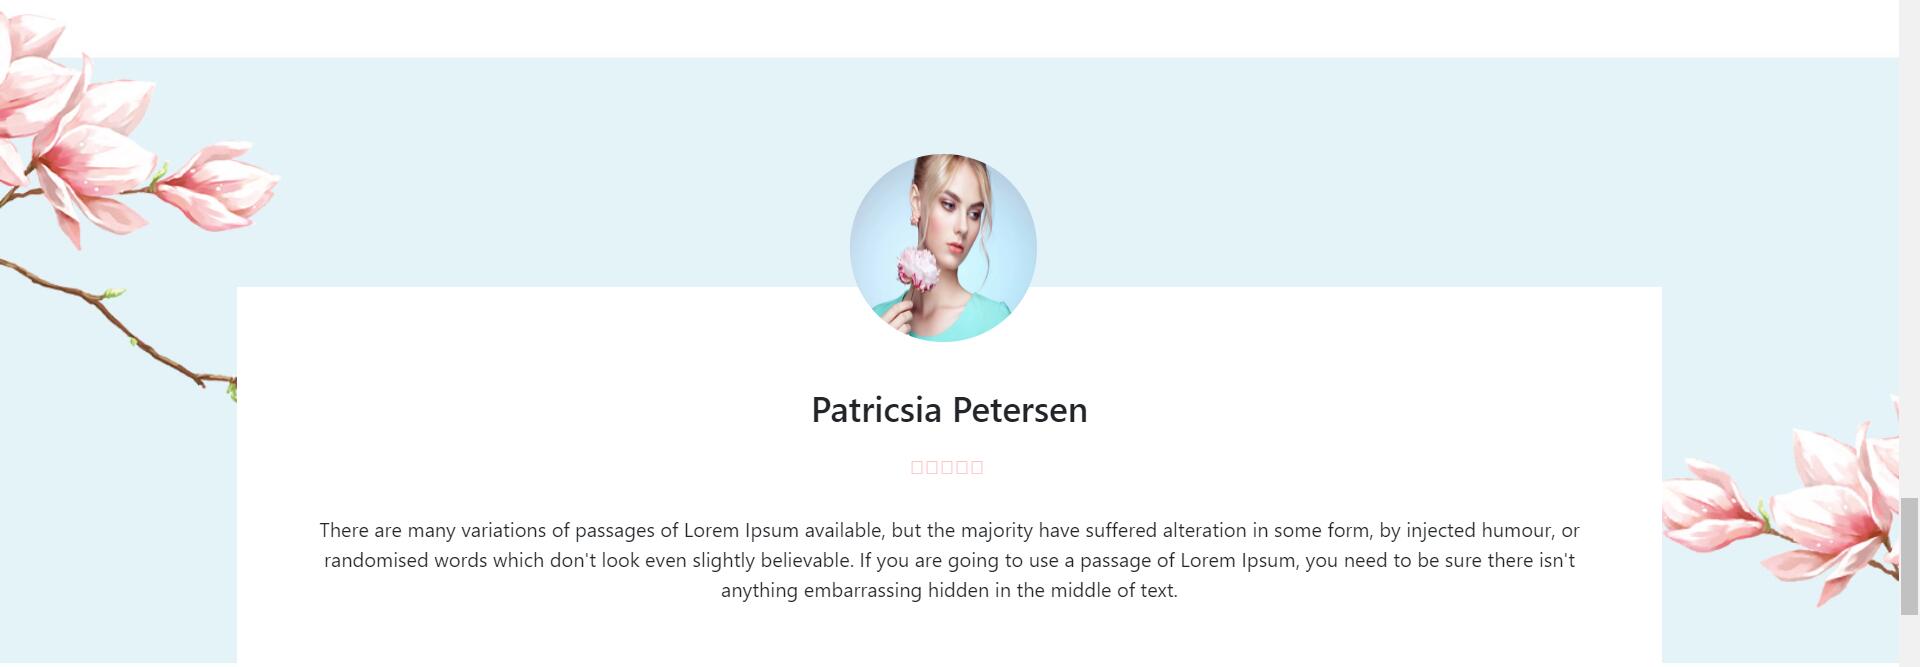 Patricsia Petersen
There are many variations of passages of Lorem Ipsum available, but the majority have suffered alteration in some form, by injected humour, or
randomised words which don't look even slightly believable. If you are going to use a passage of Lorem Ipsum, you need to be sure there isn't
anything embarrassing hidden in the middle of text.